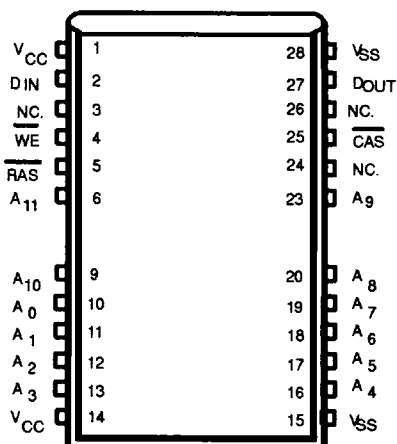 VCC 1 28 VSS
DIN 2 27 DOUT
NC. 3 26 NC.
WE 4 25 CAS
RAS 5 24 NC.
A11 6 23 A9
A10 9 20 A8
A0 10 19 A7
A1 11 18 A6
A2 12 17 A5
A3 13 16 A4
VCC 14 15 VSS